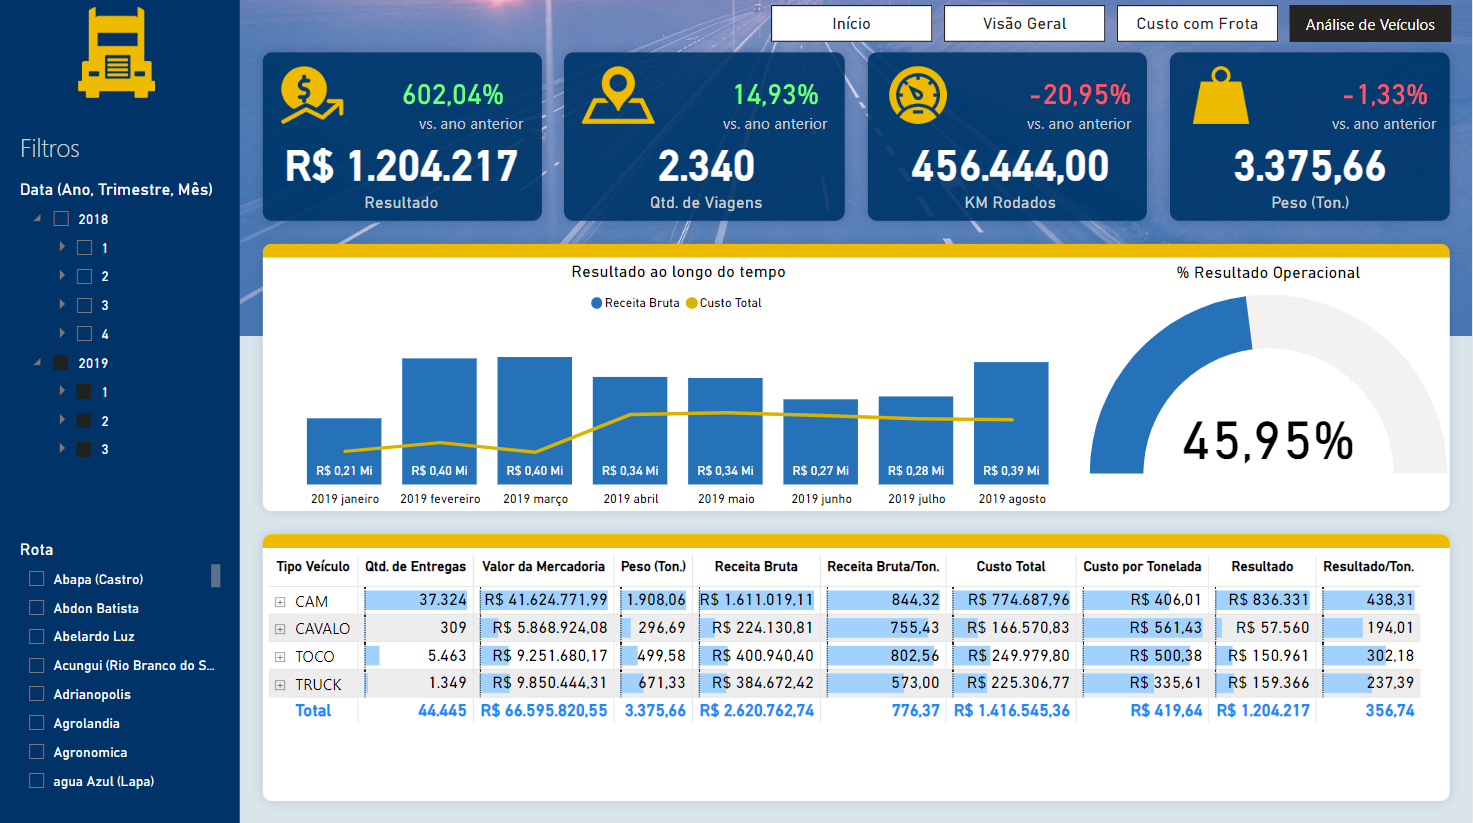 Início
Visão Geral
Custo com Frota
Análise de Veículos
Filtros
Data (Ano, Trimestre, Mês)
2018
1
2
3
4
2019
1
2
3
Rota
Abapa (Castro)
Abdon Batista
Abelardo Luz
Acungui (Rio Branco do S...
Adrianopolis
Agrolandia
Agronomica
agua Azul (Lapa)
602,04%
vs. ano anterior
R$ 1.204.217
Resultado
14,93%
vs. ano anterior
2.340
Qtd. de Viagens
-20,95%
vs. ano anterior
456.444,00
KM Rodados
-1,33%
vs. ano anterior
3.375,66
Peso (Ton.)
Resultado ao longo do tempo
Receita Bruta Custo Total
R$ 0,21 Mi R$ 0,40 Mi R$ 0,40 Mi R$ 0,34 Mi R$ 0,34 Mi R$ 0,27 Mi R$ 0,28 Mi R$ 0,39 Mi
2019 janeiro 2019 fevereiro 2019 março 2019 abril 2019 maio 2019 junho 2019 julho 2019 agosto
% Resultado Operacional
45,95%
Tipo Veículo Qtd. de Entregas Valor da Mercadoria Peso (Ton.) Receita Bruta Receita Bruta/Ton. Custo Total Custo por Tonelada Resultado Resultado/Ton.
CAM 37.324 R$ 41.624.771,99 1.908,06 R$ 1.611.019,11 844,32 R$ 774.687,96 R$ 406,01 R$ 836.331 438,31
CAVALO 309 R$ 5.868.924,08 296,69 R$ 224.130,81 755,43 R$ 166.570,83 R$ 561,43 R$ 57.560 194,01
TOCO 5.463 R$ 9.251.680,17 499,58 R$ 400.940,40 802,56 R$ 249.979,80 R$ 500,38 R$ 150.961 302,18
TRUCK 1.349 R$ 9.850.444,31 671,33 R$ 384.672,42 573,00 R$ 225.306,77 R$ 335,61 R$ 159.366 237,39
Total 44.445 R$ 66.595.820,55 3.375,66 R$ 2.620.762,74 776,37 R$ 1.416.545,36 R$ 419,64 R$ 1.204.217 356,74